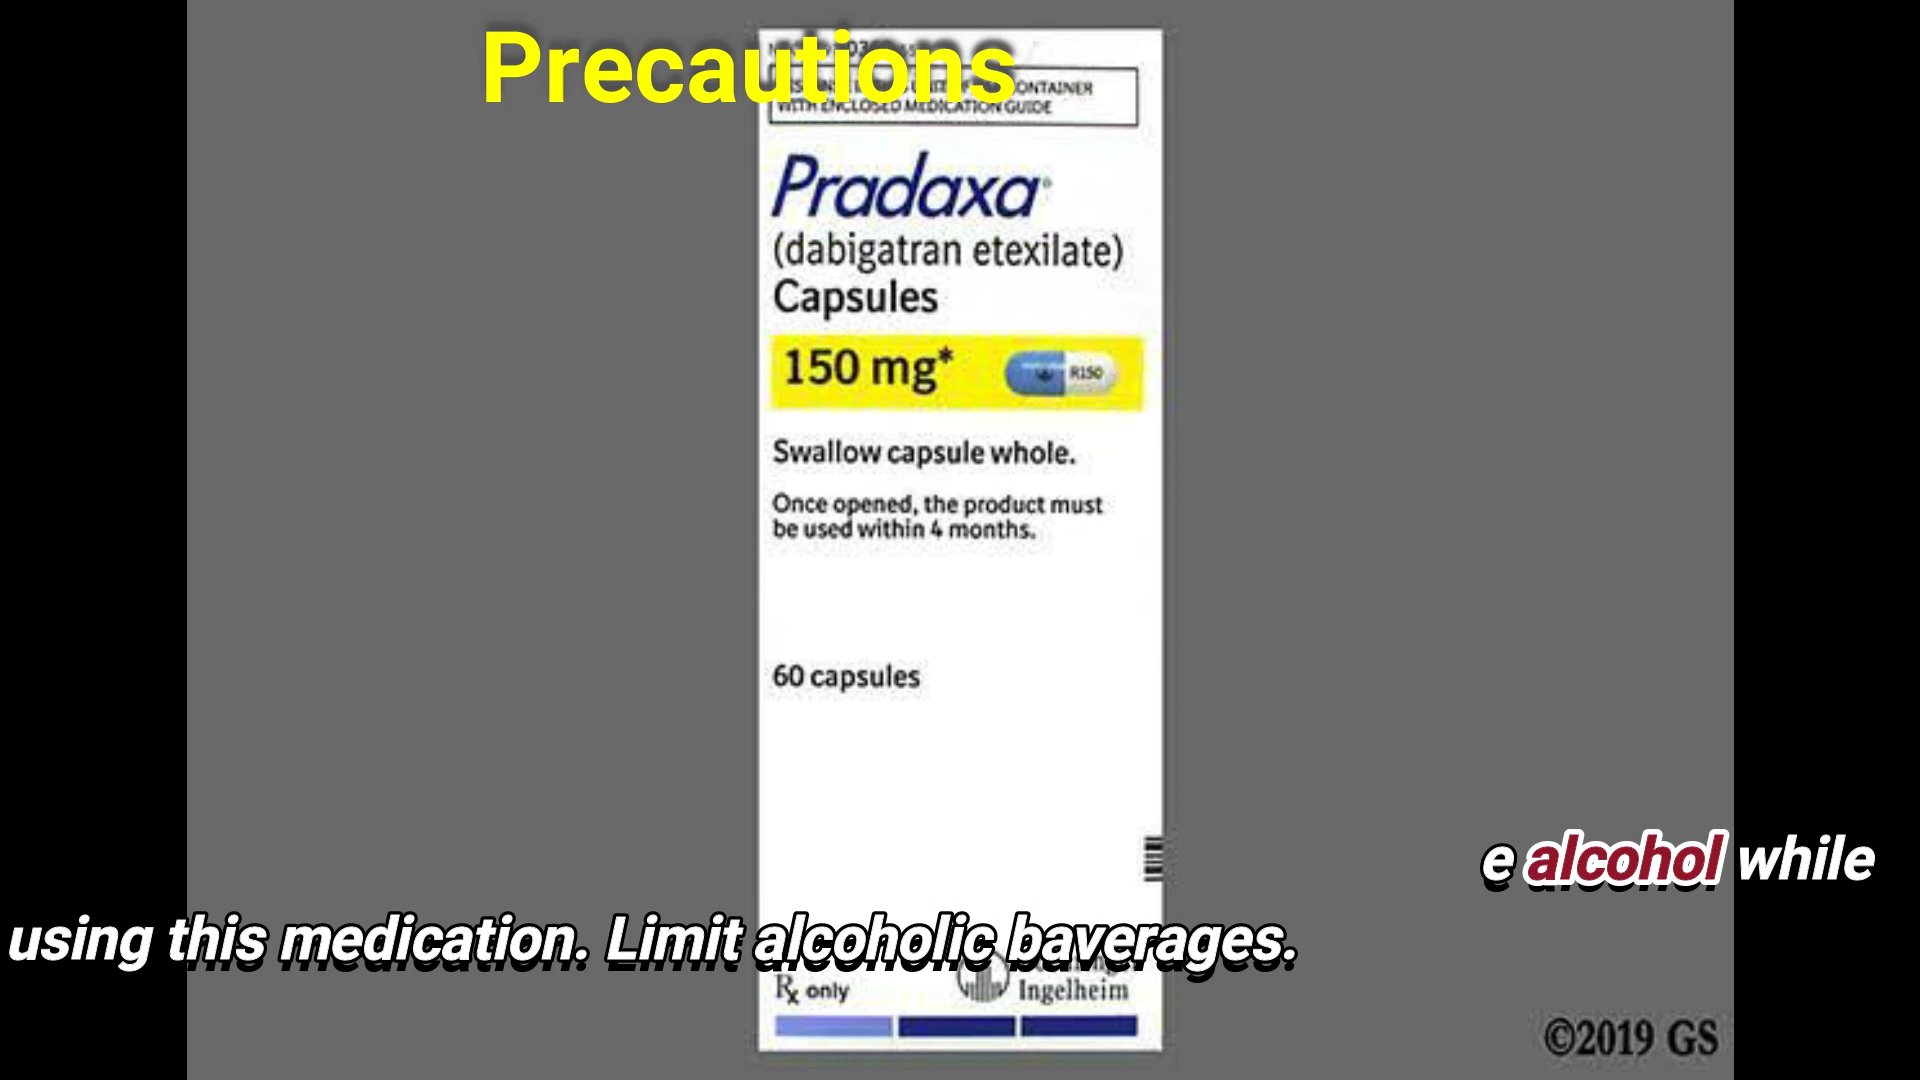 Precautions
CONTAINER
WITH ENCLOSED MEDICATION GUIDE
Pradaxa
(dabigatran etexilate)
Capsules
150 mg*
R150
Swallow capsule whole.
Once opened, the product must
be used within 4 months.
60 capsules
e alcohol while
using this medication. Limit alcoholic baverages.
Rx only
Ingelheim
©2019 GS